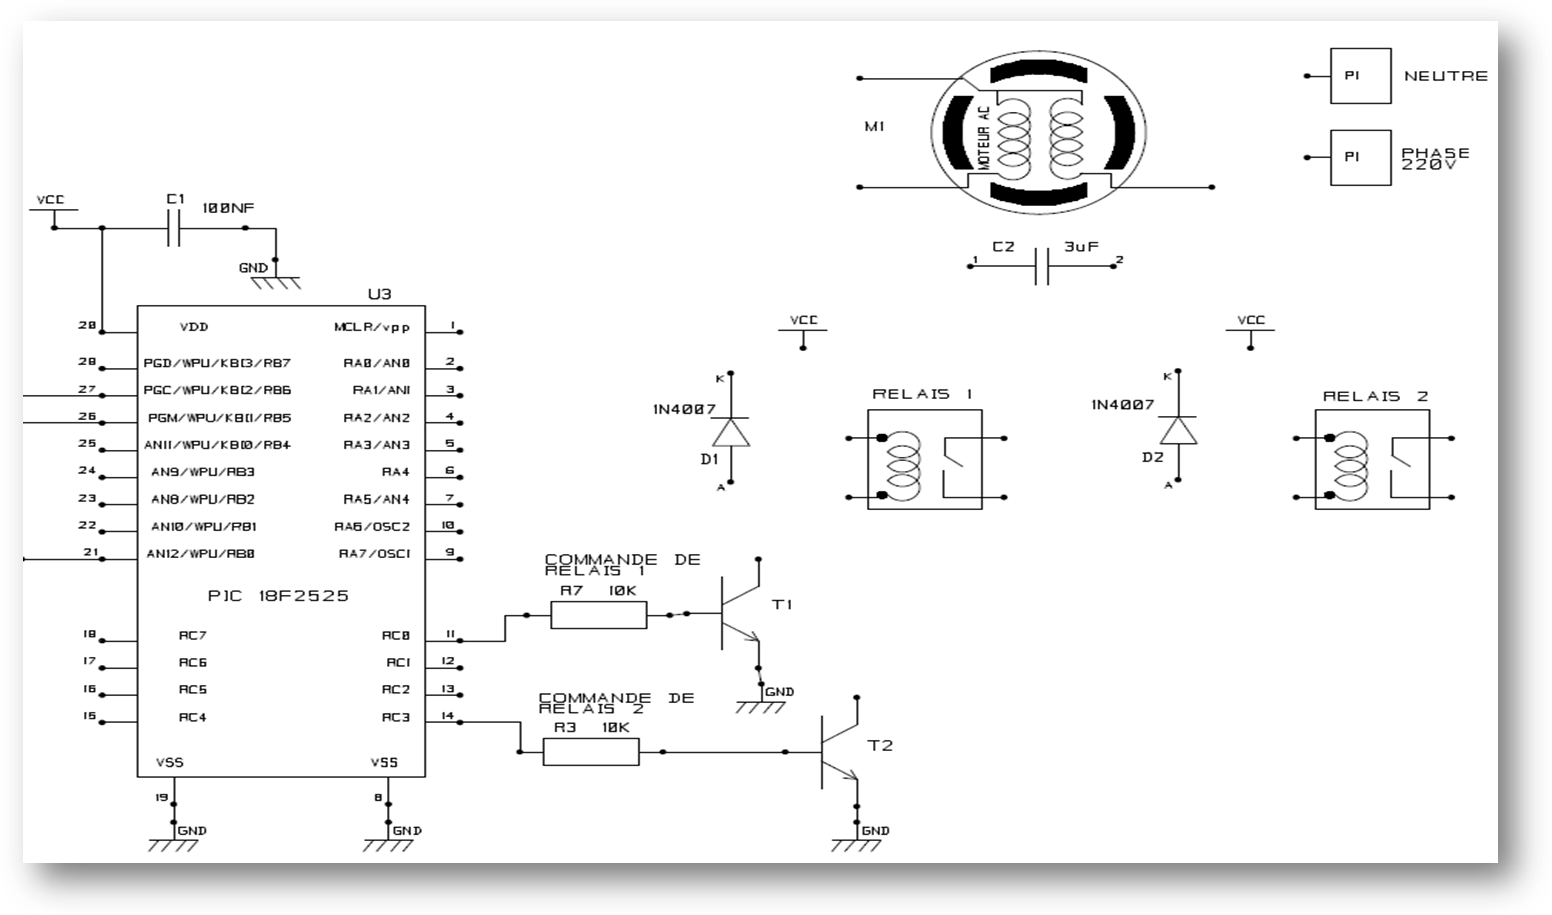 M1
MOTEUR AC
P1
NEUTRE
P1
PHASE
220V
VCC
C1
100NF
GND
C2
3uF
1
2
U3
20
VDD
MCLR/vpp
1
28
PGD/WPU/KBI3/RB7
RA0/AN0
2
27
PGC/WPU/KBI2/RB6
RA1/AN1
3
26
PGM/WPU/KBI1/RB5
RA2/AN2
4
25
AN11/WPU/KBI0/RB4
RA3/AN3
5
24
AN9/WPU/RB3
RA4
6
23
AN8/WPU/RB2
RA5/AN4
7
22
AN10/WPU/RB1
RA6/OSC2
10
21
AN12/WPU/RB0
RA7/OSC1
9
PIC 18F2525
18
RC7
RC0
11
17
RC6
RC1
12
16
RC5
RC2
13
15
RC4
RC3
14
VSS
VSS
19
8
GND
GND
VCC
K
1N4007
D1
A
RELAIS 1
VCC
K
1N4007
D2
A
RELAIS 2
COMMANDE DE
RELAIS 1
R7 10K
T1
GND
COMMANDE DE
RELAIS 2
R3 10K
T2
GND